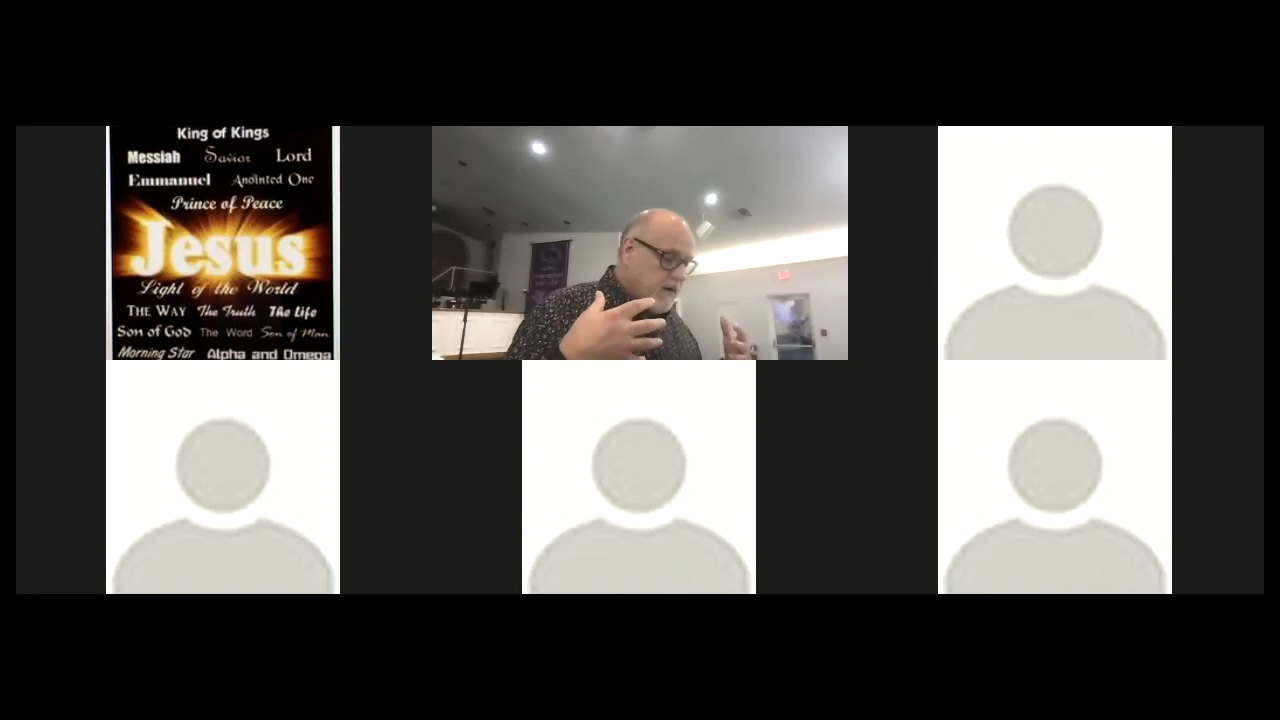 King of Kings
Messiah Savior Lord
Emmanuel Anointed One
Prince of Peace
Jesus
Light of the World
THE WAY The Truth The Life
Son of God The Word Son of Man
Morning Star Alpha and Omega